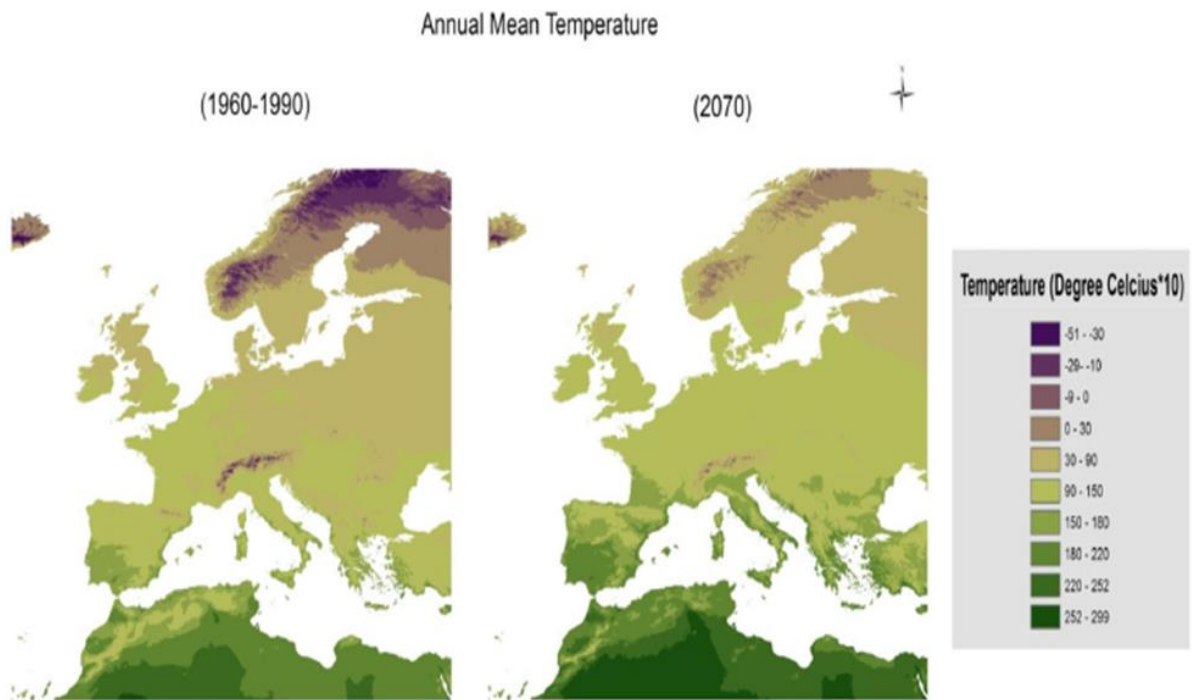 Annual Mean Temperature
(1960-1990)
(2070)
Temperature (Degree Celcius*10)
-51 - -30
-29- -10
-9 - 0
0 - 30
30 - 90
90 - 150
150 - 180
180 - 220
220 - 252
252 - 299